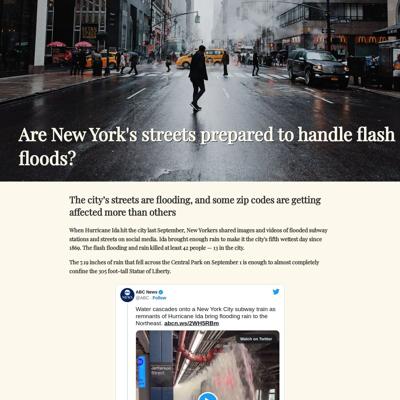 Are New York's streets prepared to handle flash
floods?
The city's streets are flooding, and some zip codes are getting
affected more than others
When Hurricane Ida hit the city last September, New Yorkers shared images and videos of flooded subway
stations and streets on social media. Ida brought enough rain to make it the city's fifth wettest day since
1869. The flash flooding and rain killed at least 42 people — 13 in the city.
The 7.19 inches of rain that fell across the Central Park on September 1 is enough to almost completely
confine the 305 foot-tall Statue of Liberty.
ABC News
@ABC · Follow
Water cascades onto a New York City subway train as
remnants of Hurricane Ida bring flooding rain to the
Northeast. abcn.ws/2WH5RBm
Watch on Twitter
Jefferson
Street